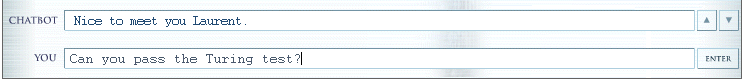 CHATBOT Nice to meet you Laurent.
YOU Can you pass the Turing test? ENTER